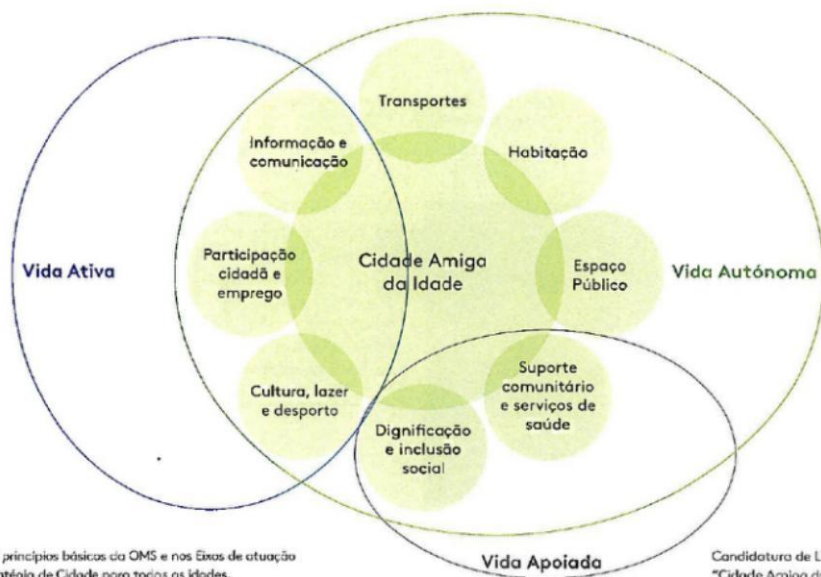 Transportes
Informação e
comunicação
Habitação
Vida Ativa
Participação
cidadã e
emprego
Cidade Amiga
da Idade
Espaço
Público
Vida Autónoma
Cultura, lazer
e desporto
Dignificação
e inclusão
social
Suporte
comunitário
e serviços de
saúde
Vida Apoiada
princípios básicos da OMS e nos Eixos de atuação
de Cidade para todas as Idades
Candidatura de L
"Cidade Amiga d